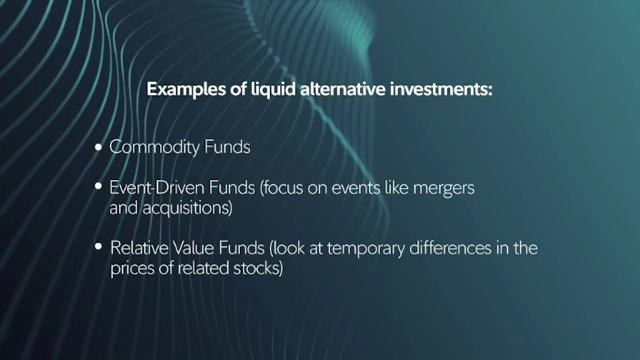 Examples of liquid alternative investments:
• Commodity Funds
• Event-Driven Funds (focus on events like mergers
and acquisitions)
• Relative Value Funds (look at temporary differences in the
prices of related stocks)